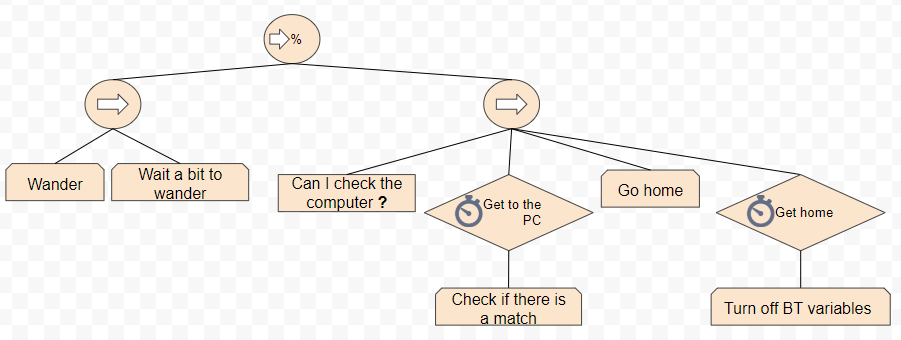 %
Wander
Wait a bit to
wander
Can I check the
computer ?
Get to the
PC
Go home
Get home
Check if there is
a match
Turn off BT variables